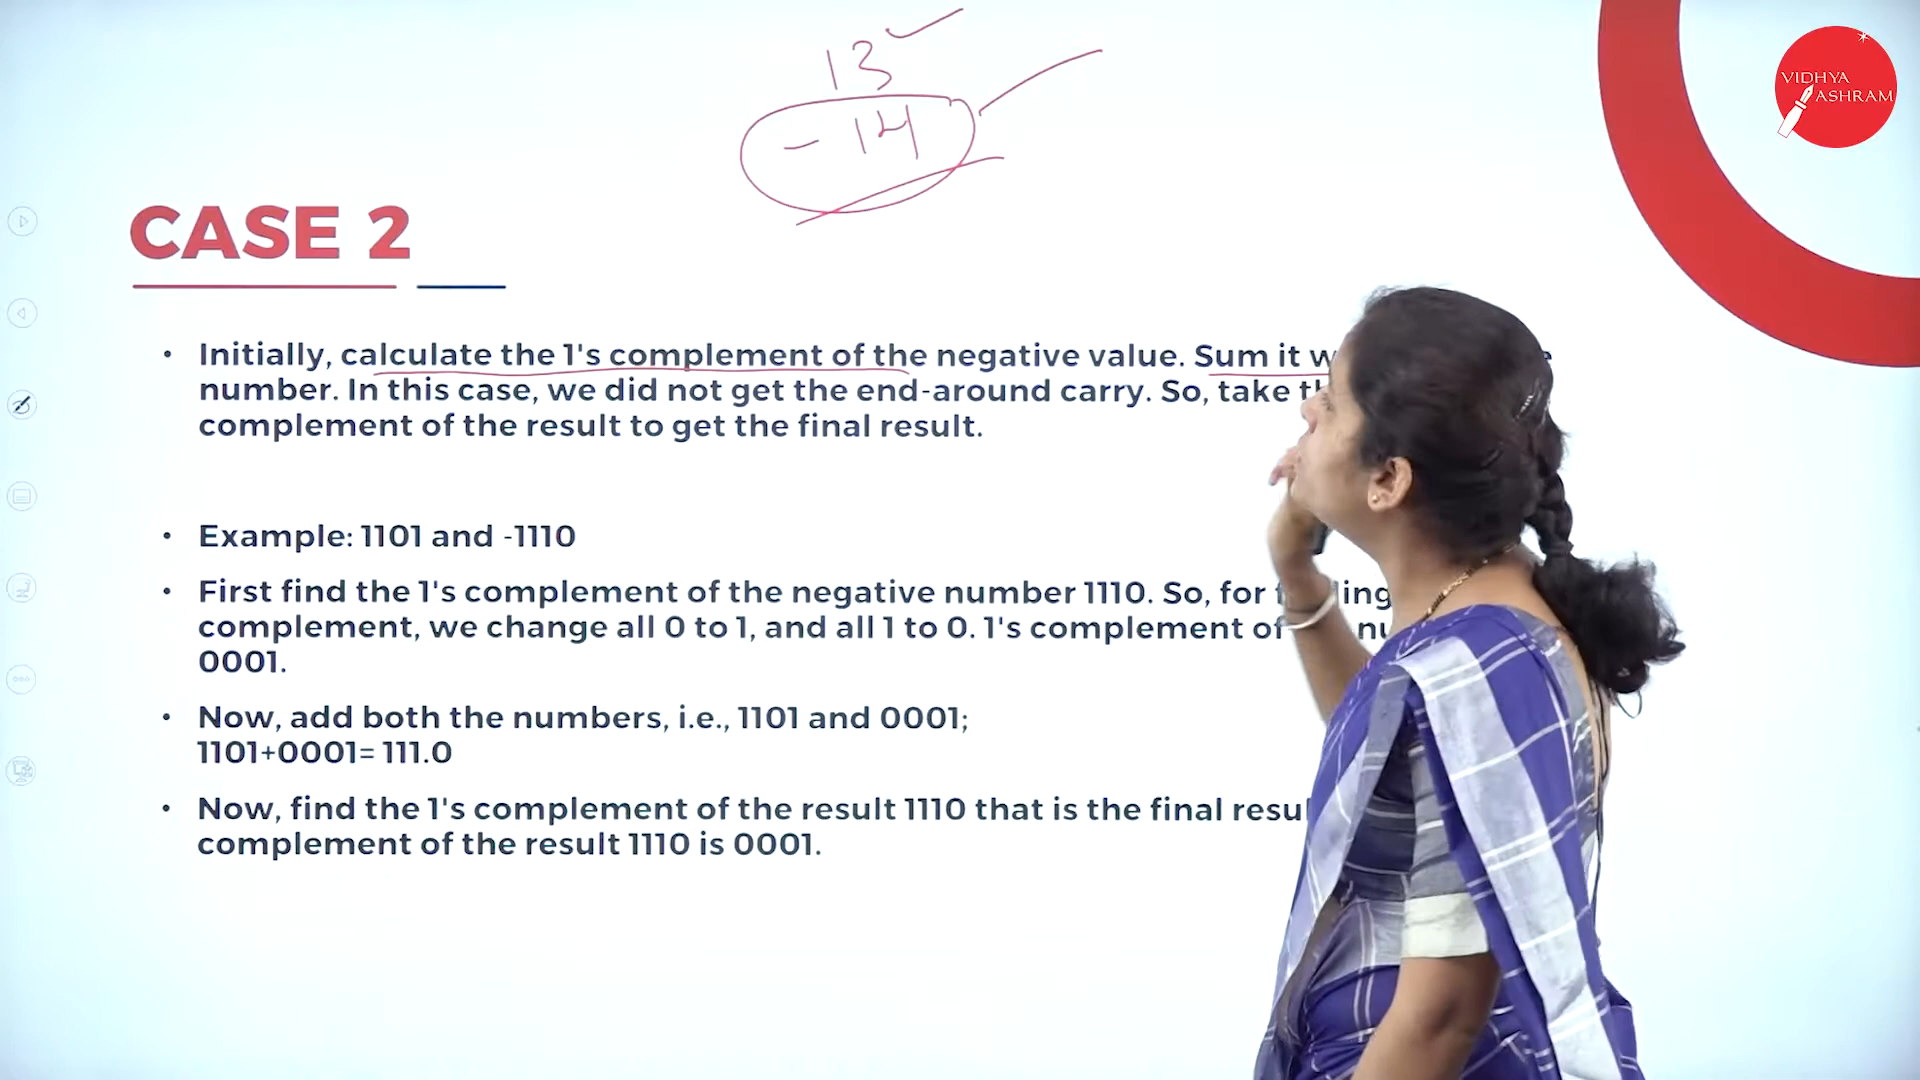 13
- 14
VIDHYA
ASHRAM
CASE 2
• Initially, calculate the 1's complement of the negative value. Sum it
number. In this case, we did not get the end-around carry. So, take
complement of the result to get the final result.
• Example: 1101 and -1110
• First find the 1's complement of the negative number 1110. So, for
complement, we change all 0 to 1, and all 1 to 0. 1's complement of
0001.
• Now, add both the numbers, i.e., 1101 and 0001;
1101+0001= 111.0
• Now, find the 1's complement of the result 1110 that is the final
complement of the result 1110 is 0001.